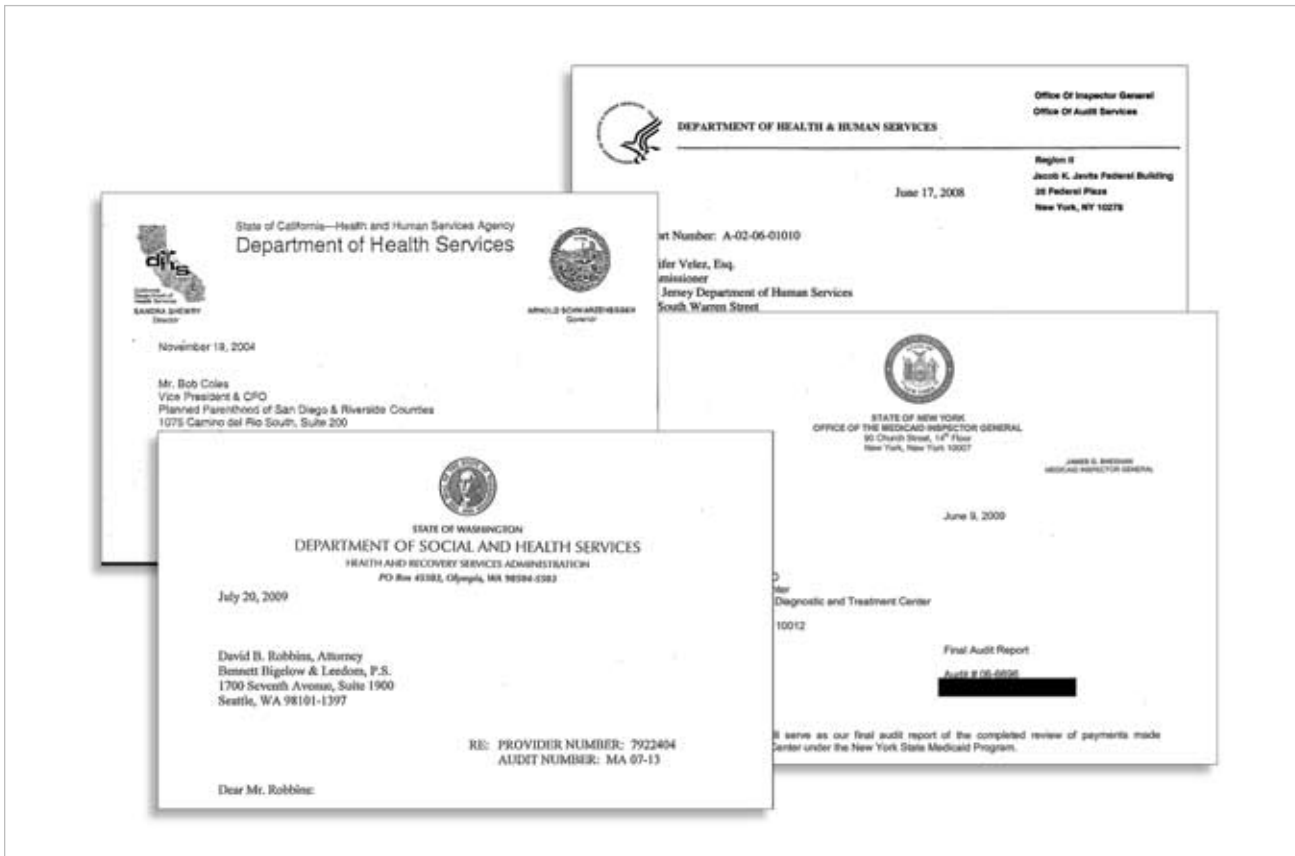 Office Of Inspector General
Office Of Audit Services
DEPARTMENT OF HEALTH & HUMAN SERVICES
Region II
Jacob K. Javits Federal Building
26 Federal Plaza
New York, NY 10278
June 17, 2008
rt Number: A-02-06-01010
ifer Velez, Esq.
missioner
Jersey Department of Human Services
South Warren Street
State of California—Health and Human Services Agency
Department of Health Services
dhs
California
Department of
Health Services
SANDRA SHEWRY
Director
ARNOLD SCHWARZENEGGER
Governor
November 19, 2004
Mr. Bob Coles
Vice President & CFO
Planned Parenthood of San Diego & Riverside Counties
1075 Camino del Rio South, Suite 200
STATE OF NEW YORK
OFFICE OF THE MEDICAID INSPECTOR GENERAL
90 Church Street, 14th Floor
New York, New York 10007
JAMES G. SHEEHAN
MEDICAID INSPECTOR GENERAL
June 9, 2009
Diagnostic and Treatment Center
10012
Final Audit Report
Audit # 06-6696
ll serve as our final audit report of the completed review of payments made
Center under the New York State Medicaid Program.
STATE OF WASHINGTON
DEPARTMENT OF SOCIAL AND HEALTH SERVICES
HEALTH AND RECOVERY SERVICES ADMINISTRATION
PO Box 45503, Olympia, WA 98504-5503
July 20, 2009
David B. Robbins, Attorney
Bennett Bigelow & Leedom, P.S.
1700 Seventh Avenue, Suite 1900
Seattle, WA 98101-1397
RE: PROVIDER NUMBER: 7922404
AUDIT NUMBER: MA 07-13
Dear Mr. Robbins: